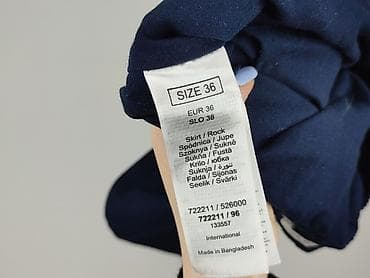 SIZE 36
EUR 36
SLO 38
Skirt / Rock
Spódnica / Jupe
Szoknya / Sukně
Sukňa / Fustă
Krilo / юбка
Suknja / تنورة
Falda / Sijonas
Seelik / Svārki
722211 / 526000
722211 / 96
133557
International
Made in Bangladesh